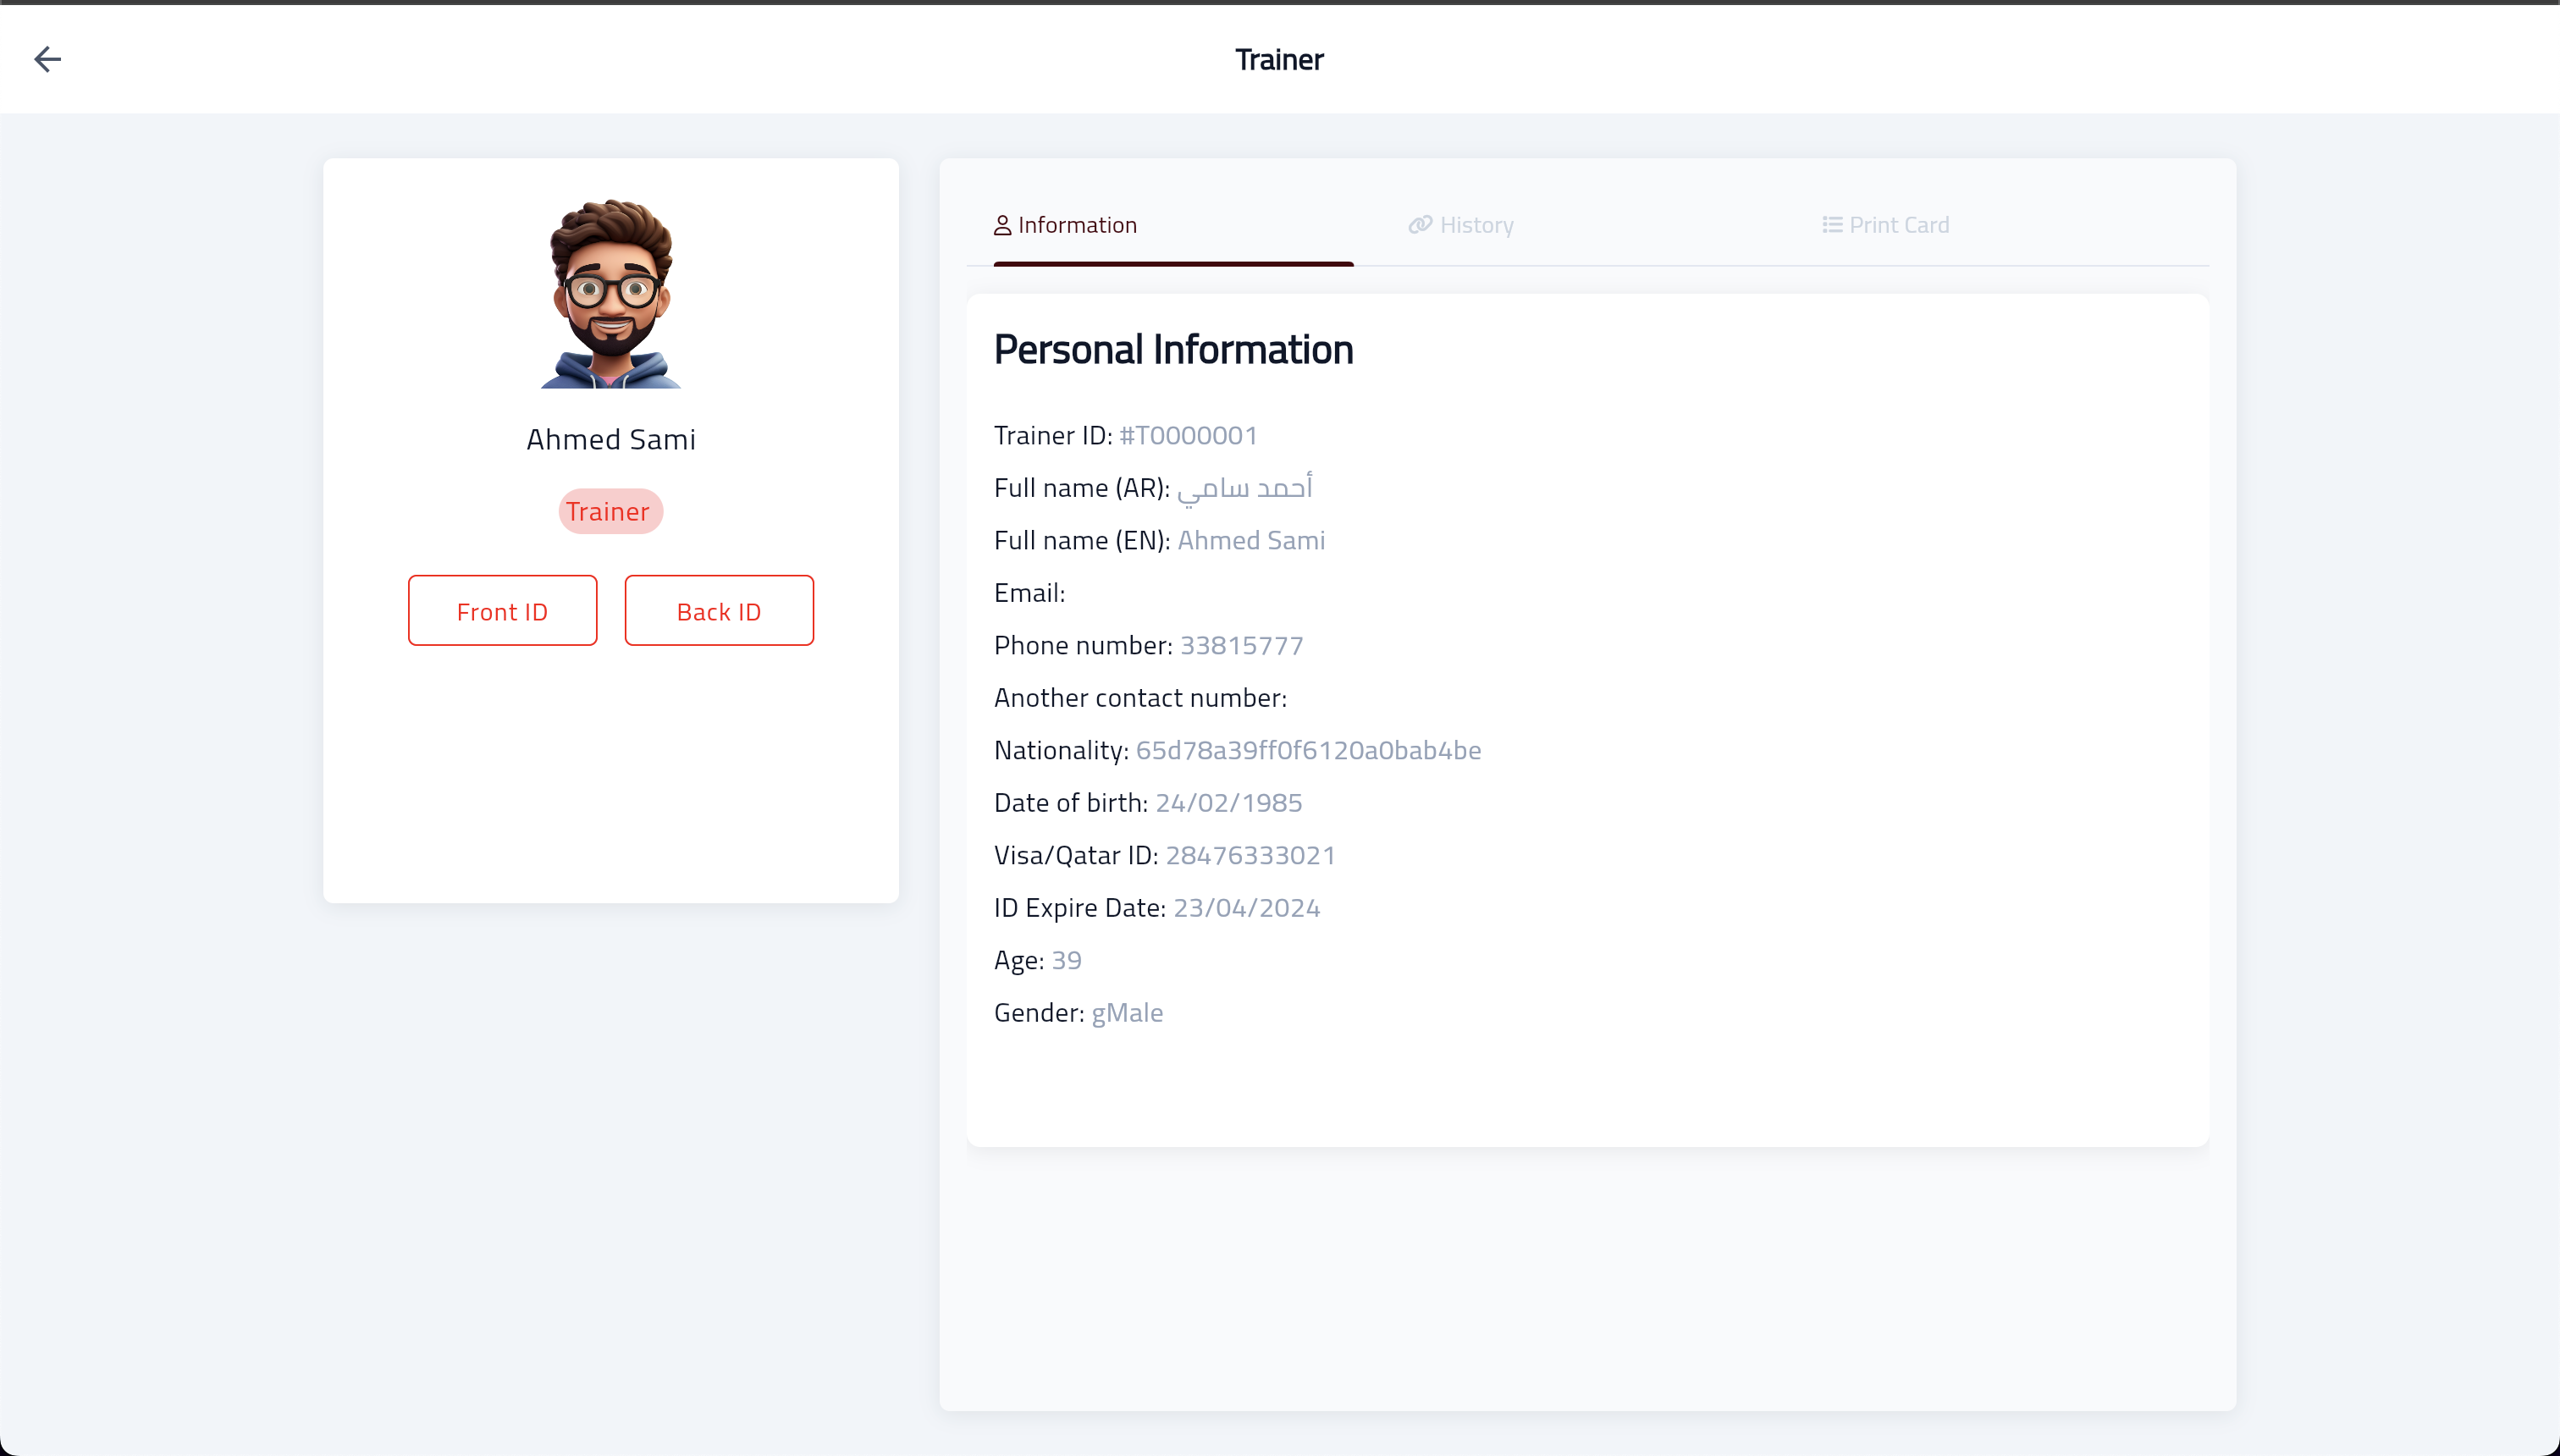 Trainer
Ahmed Sami
Trainer
Front ID
Back ID
Information
History
Print Card
Personal Information
Trainer ID: #T0000001
Full name (AR): أحمد سامي
Full name (EN): Ahmed Sami
Email:
Phone number: 33815777
Another contact number:
Nationality: 65d78a39ff0f6120a0bab4be
Date of birth: 24/02/1985
Visa/Qatar ID: 28476333021
ID Expire Date: 23/04/2024
Age: 39
Gender: gMale